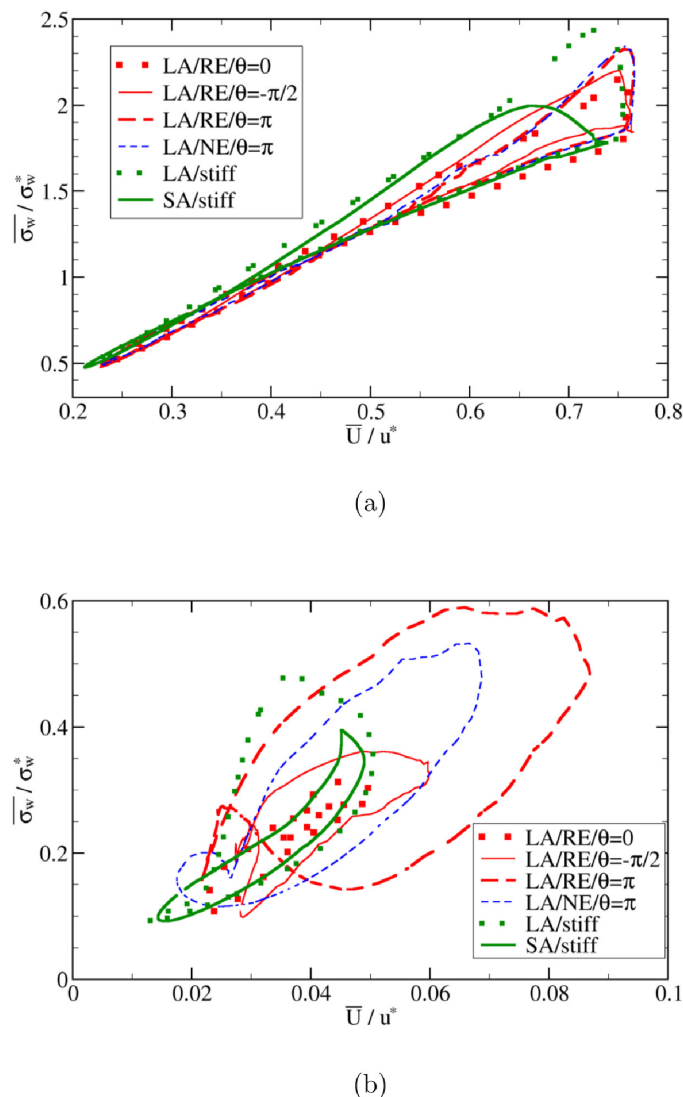 2.5
2
1.5
1
0.5
0.2 0.3 0.4 0.5 0.6 0.7 0.8
σ̅w̅ / σ*w
U̅ / u*
LA/RE/θ=0
LA/RE/θ=-π/2
LA/RE/θ=π
LA/NE/θ=π
LA/stiff
SA/stiff
(a)
0.6
0.4
0.2
0
0 0.02 0.04 0.06 0.08 0.1
σ̅w̅ / σ*w
U̅ / u*
LA/RE/θ=0
LA/RE/θ=-π/2
LA/RE/θ=π
LA/NE/θ=π
LA/stiff
SA/stiff
(b)